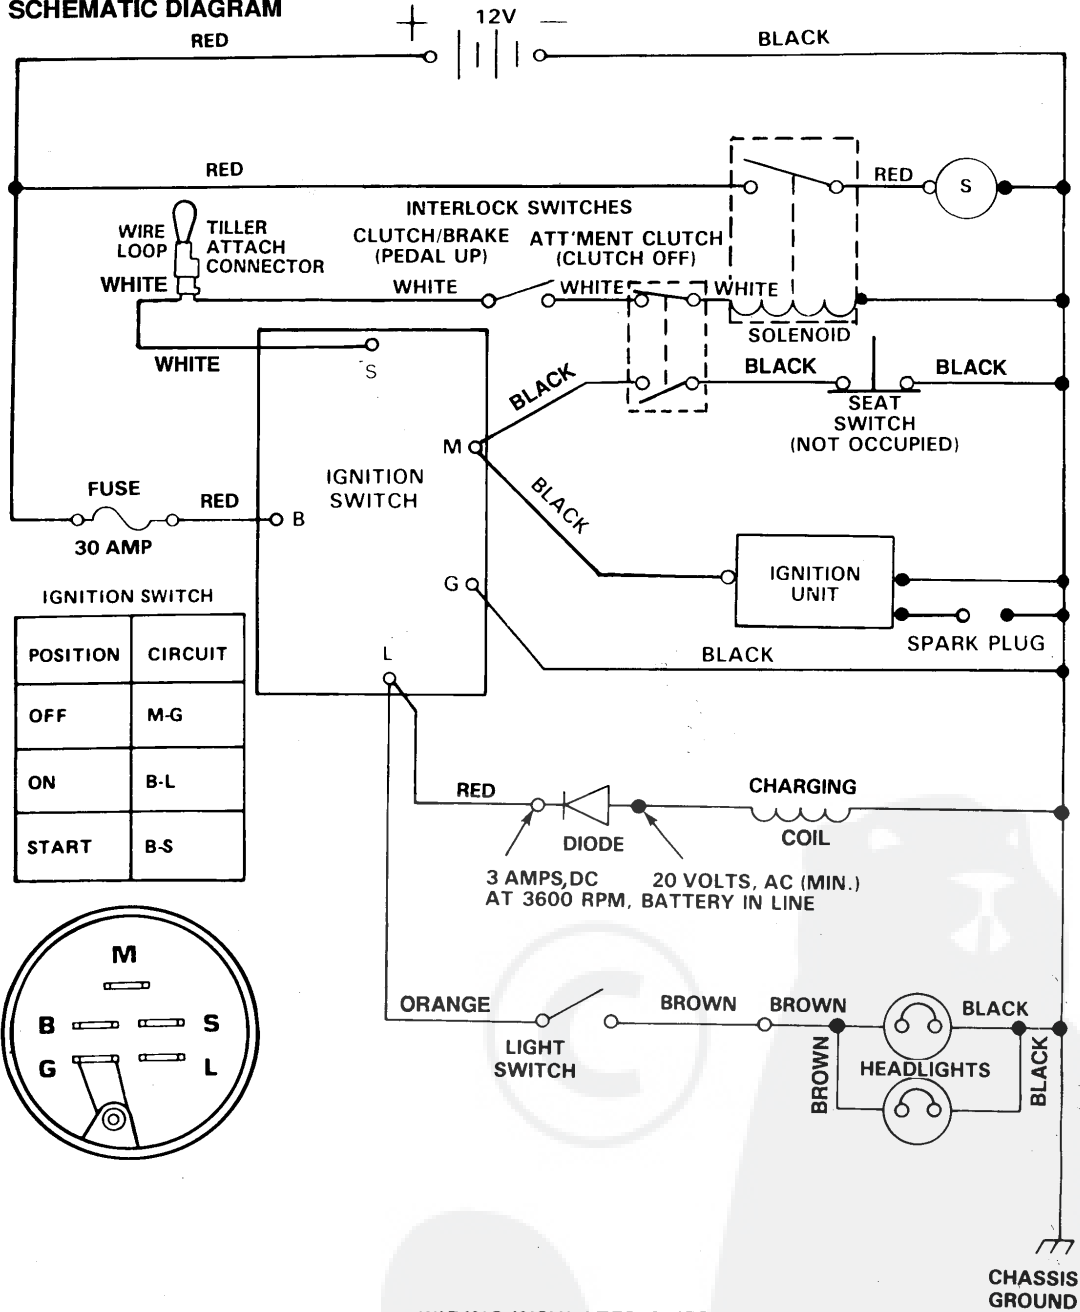 SCHEMATIC DIAGRAM
+ 12V —
RED
BLACK
RED
RED
S
INTERLOCK SWITCHES
WIRE
LOOP
TILLER
ATTACH
CONNECTOR
CLUTCH/BRAKE
(PEDAL UP)
ATT'MENT CLUTCH
(CLUTCH OFF)
WHITE
WHITE
WHITE
WHITE
SOLENOID
WHITE
S
BLACK
BLACK
BLACK
SEAT
SWITCH
(NOT OCCUPIED)
M
IGNITION
SWITCH
BLACK
FUSE
RED
B
30 AMP
IGNITION
UNIT
G
SPARK PLUG
BLACK
L
IGNITION SWITCH
POSITION CIRCUIT
OFF M-G
ON B-L
START B-S
RED
DIODE
CHARGING
COIL
3 AMPS,DC 20 VOLTS, AC (MIN.)
AT 3600 RPM, BATTERY IN LINE
M
B S
G L
ORANGE
LIGHT
SWITCH
BROWN
BROWN
BROWN
BLACK
HEADLIGHTS
BLACK
CHASSIS
GROUND
©